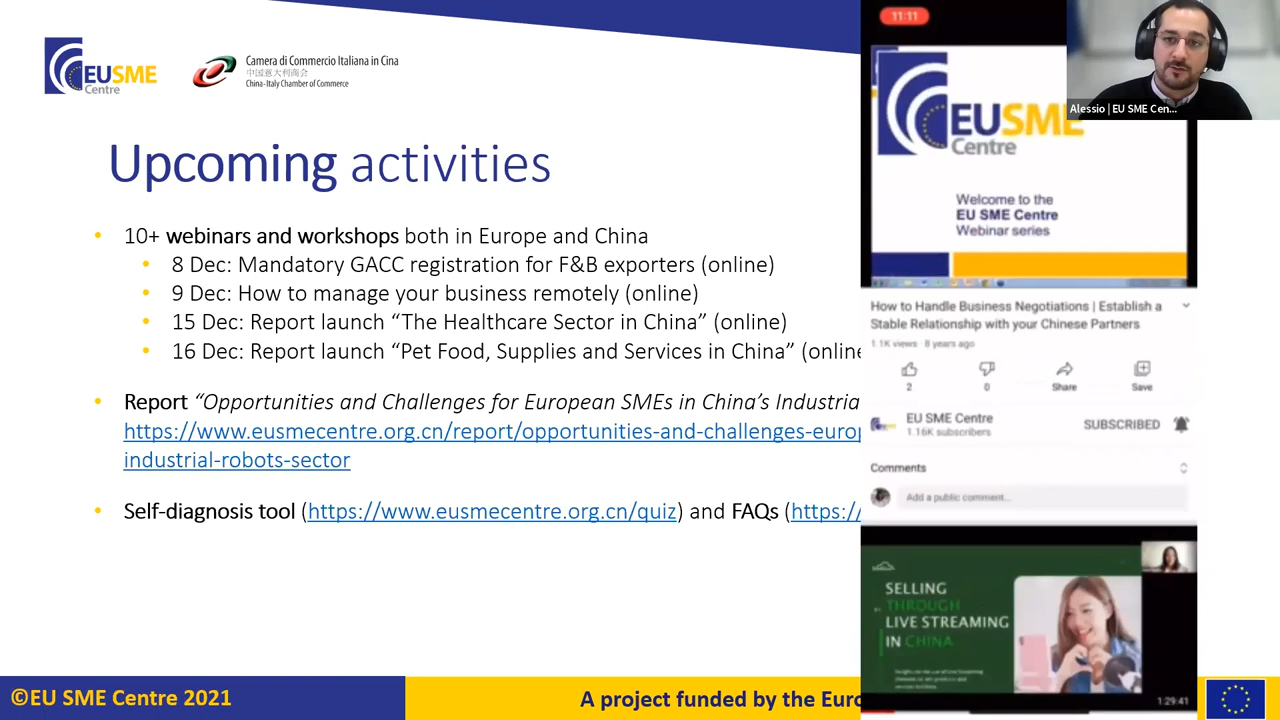 EUSME
Centre
Camera di Commercio Italiana in Cina
中国意大利商会
China-Italy Chamber of Commerce
Upcoming activities
• 10+ webinars and workshops both in Europe and China
• 8 Dec: Mandatory GACC registration for F&B exporters (online)
• 9 Dec: How to manage your business remotely (online)
• 15 Dec: Report launch “The Healthcare Sector in China” (online)
• 16 Dec: Report launch “Pet Food, Supplies and Services in China” (online
• Report “Opportunities and Challenges for European SMEs in China’s Industria
https://www.eusmecentre.org.cn/report/opportunities-and-challenges-europ
industrial-robots-sector
• Self-diagnosis tool (https://www.eusmecentre.org.cn/quiz) and FAQs (https:/
©EU SME Centre 2021
A project funded by the Euro
11:11
EUSME
Centre
Welcome to the
EU SME Centre
Webinar series
How to Handle Business Negotiations | Establish a
Stable Relationship with your Chinese Partners
1.1K views · 8 years ago
2
0
Share
Save
EU SME Centre
1.16K subscribers
SUBSCRIBED
Comments
Add a public comment...
SELLING
THROUGH
LIVE STREAMING
IN CHINA
1:29:41
Alessio | EU SME Cen...